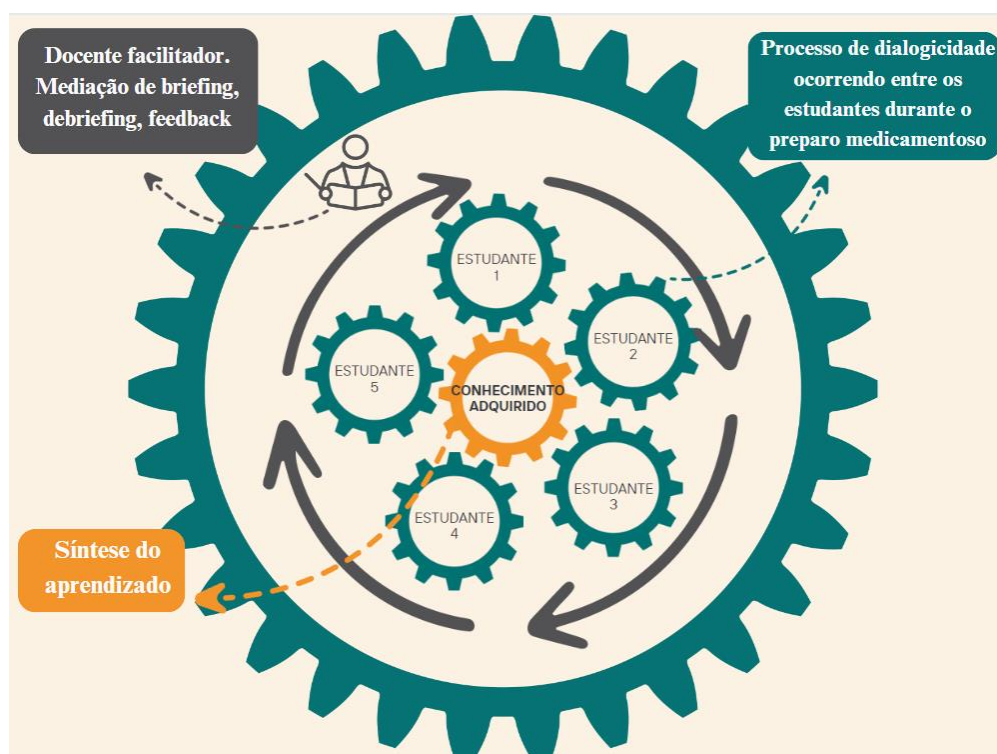 Docente facilitador.
Mediação de briefing,
debriefing, feedback
Processo de dialogicidade
ocorrendo entre os
estudantes durante o
preparo medicamentoso
ESTUDANTE
1
ESTUDANTE
2
ESTUDANTE
5
CONHECIMENTO
ADQUIRIDO
ESTUDANTE
3
ESTUDANTE
4
Síntese do
aprendizado